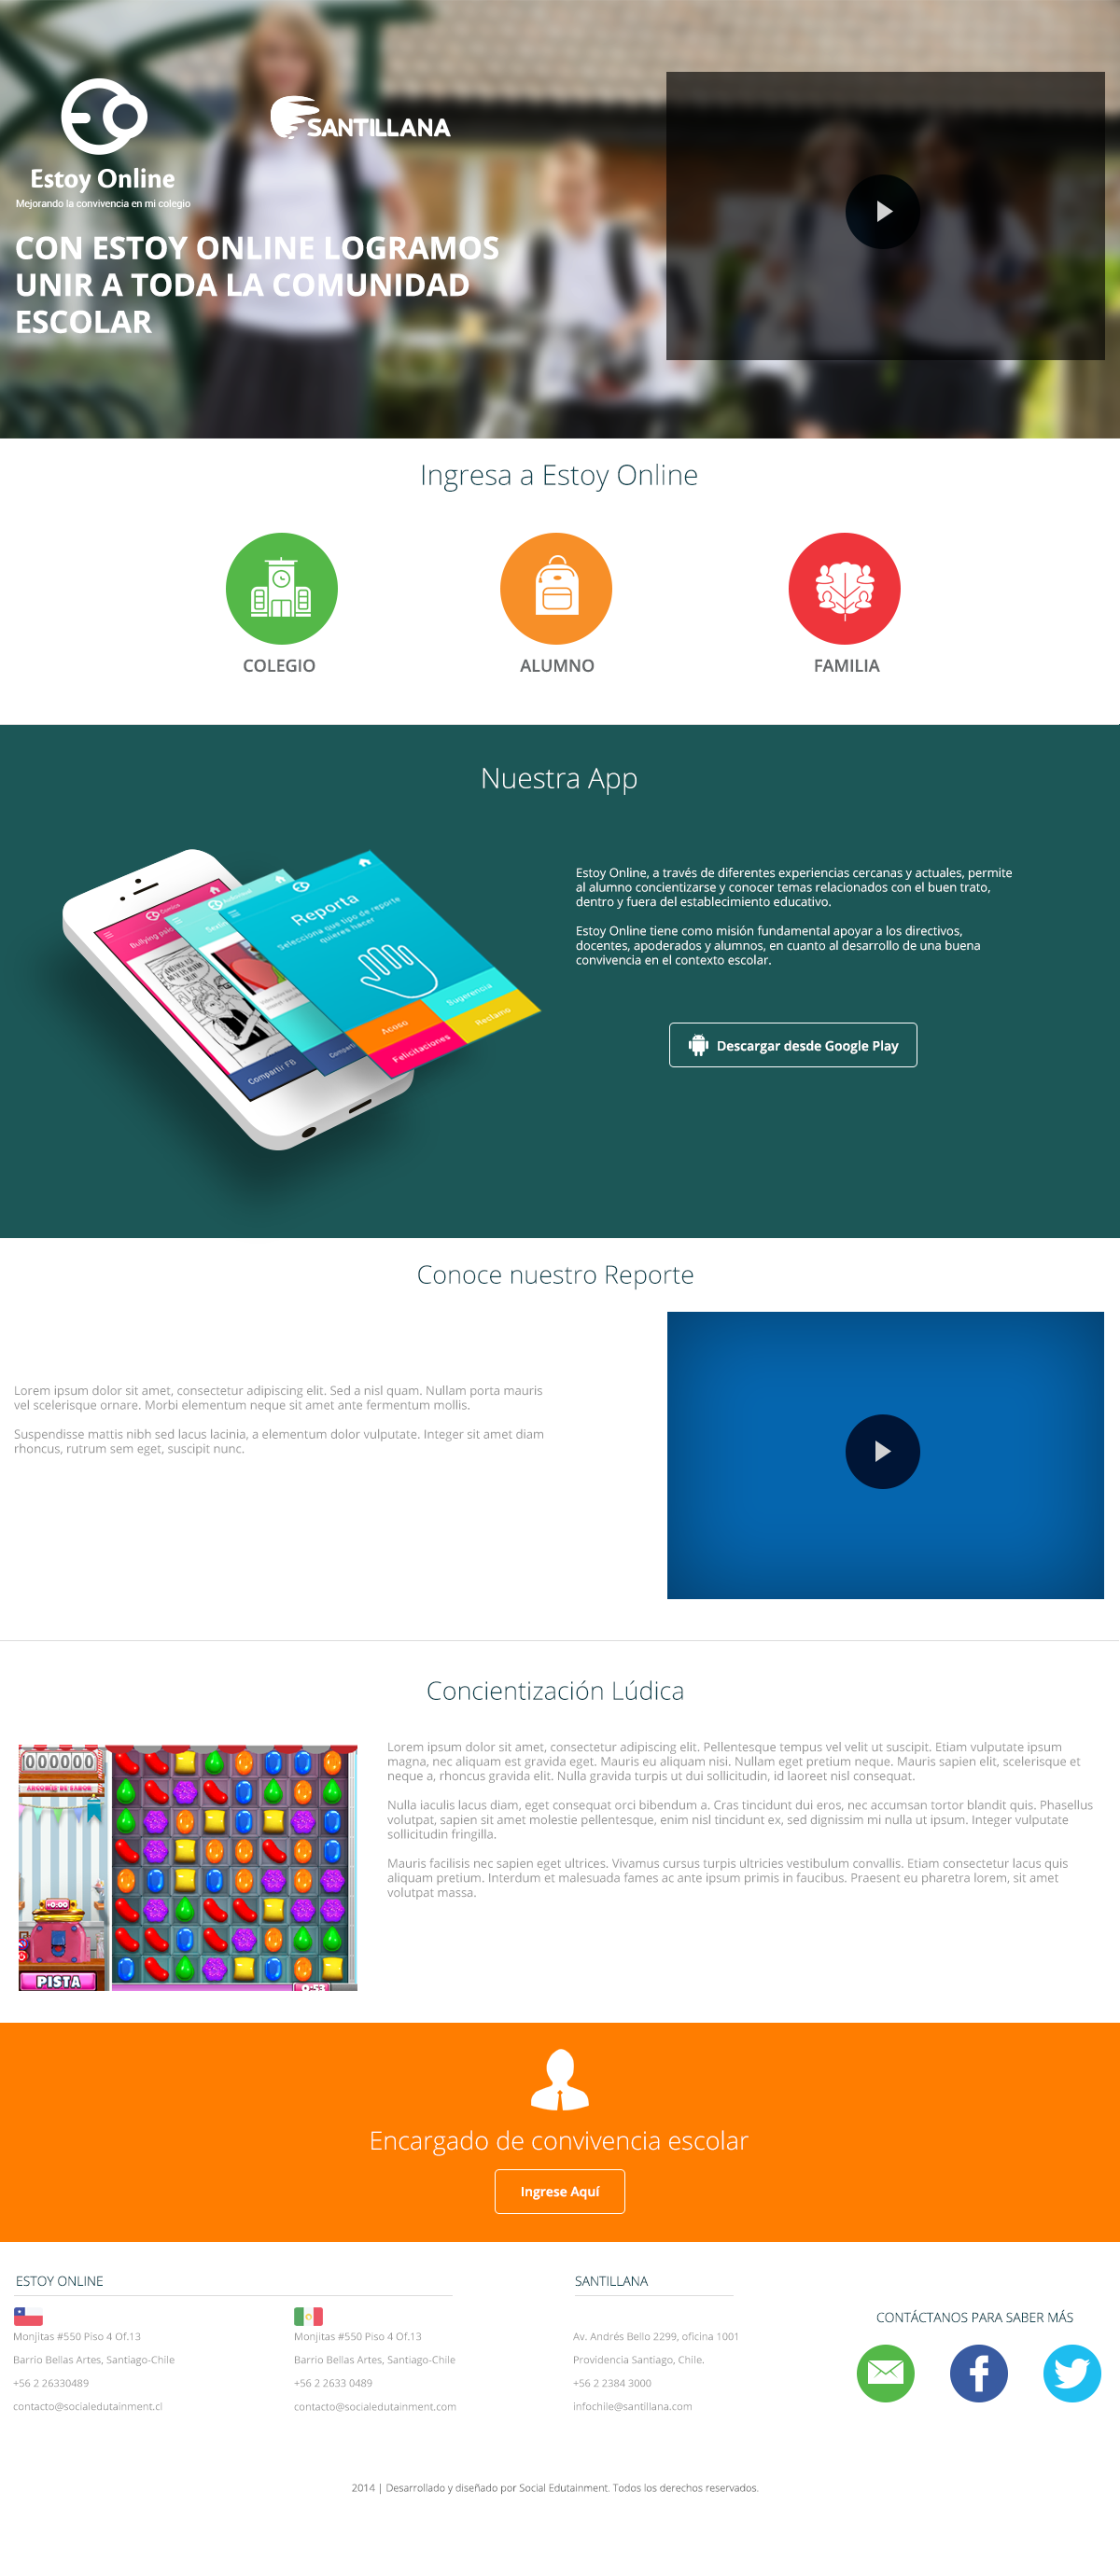 Estoy Online
Mejorando la convivencia en mi colegio
SANTILLANA
CON ESTOY ONLINE LOGRAMOS
UNIR A TODA LA COMUNIDAD
ESCOLAR
Ingresa a Estoy Online
COLEGIO
ALUMNO
FAMILIA
Nuestra App
Reporta
Selecciona que tipo de reporte
quieres hacer
Sugerencia
Acoso
Reclamo
Felicitaciones
Compartir FB
Estoy Online, a través de diferentes experiencias cercanas y actuales, permite
al alumno concientizarse y conocer temas relacionados con el buen trato,
dentro y fuera del establecimiento educativo.
Estoy Online tiene como misión fundamental apoyar a los directivos,
docentes, apoderados y alumnos, en cuanto al desarrollo de una buena
convivencia en el contexto escolar.
Descargar desde Google Play
Conoce nuestro Reporte
Lorem ipsum dolor sit amet, consectetur adipiscing elit. Sed a nisl quam. Nullam porta mauris
vel scelerisque ornare. Morbi elementum neque sit amet ante fermentum mollis.
Suspendisse mattis nibh sed lacus lacinia, a elementum dolor vulputate. Integer sit amet diam
rhoncus, rutrum sem eget, suscipit nunc.
Concientización Lúdica
000000
PISTA
Lorem ipsum dolor sit amet, consectetur adipiscing elit. Pellentesque tempus vel velit ut suscipit. Etiam vulputate ipsum
magna, nec aliquam est gravida eget. Mauris eu aliquam nisi. Nullam eget pretium neque. Mauris sapien elit, scelerisque et
neque a, rhoncus gravida elit. Nulla gravida turpis ut dui sollicitudin, id laoreet nisl consequat.
Nulla iaculis lacus diam, eget consequat orci bibendum a. Cras tincidunt dui eros, nec accumsan tortor blandit quis. Phasellus
volutpat, sapien sit amet molestie pellentesque, enim nisl tincidunt ex, sed dignissim mi nulla ut ipsum. Integer vulputate
sollicitudin fringilla.
Mauris facilisis nec sapien eget ultrices. Vivamus cursus turpis ultricies vestibulum convallis. Etiam consectetur lacus quis
aliquam pretium. Interdum et malesuada fames ac ante ipsum primis in faucibus. Praesent eu pharetra lorem, sit amet
volutpat massa.
Encargado de convivencia escolar
Ingrese Aquí
ESTOY ONLINE
Monjitas #550 Piso 4 Of.13
Barrio Bellas Artes, Santiago-Chile
+56 2 26330489
contacto@socialedutainment.cl
Monjitas #550 Piso 4 Of.13
Barrio Bellas Artes, Santiago-Chile
+56 2 2633 0489
contacto@socialedutainment.com
SANTILLANA
Av. Andrés Bello 2299, oficina 1001
Providencia Santiago, Chile.
+56 2 2384 3000
infochile@santillana.com
CONTÁCTANOS PARA SABER MÁS
2014 | Desarrollado y diseñado por Social Edutainment. Todos los derechos reservados.